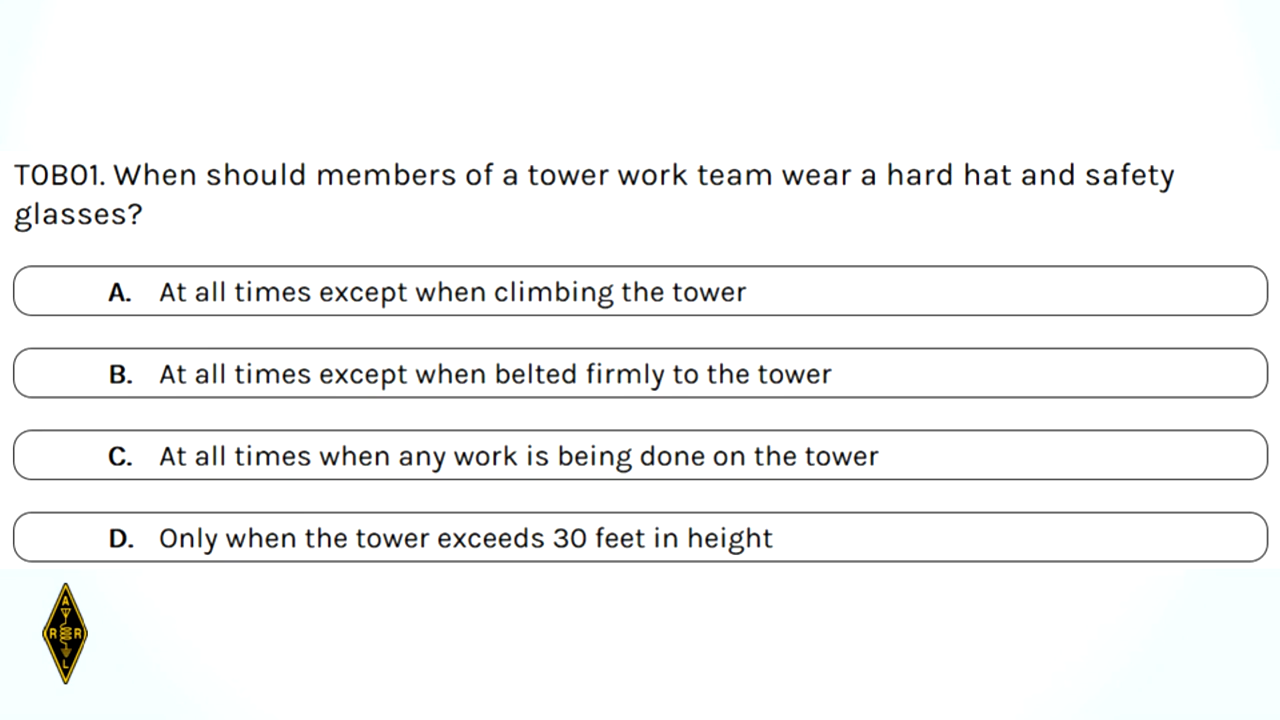 T0B01. When should members of a tower work team wear a hard hat and safety
glasses?
A. At all times except when climbing the tower
B. At all times except when belted firmly to the tower
C. At all times when any work is being done on the tower
D. Only when the tower exceeds 30 feet in height
A
R R
L